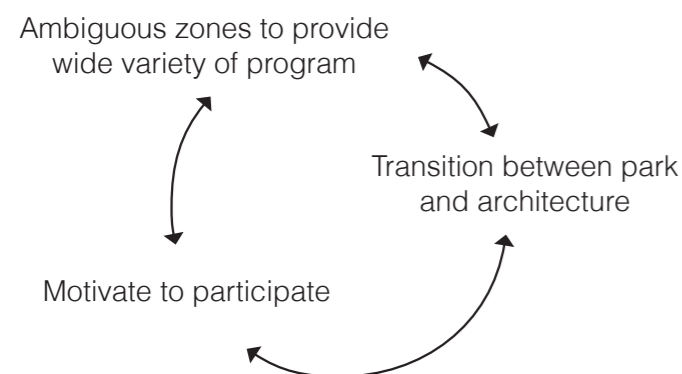 Ambiguous zones to provide
wide variety of program
Transition between park
and architecture
Motivate to participate